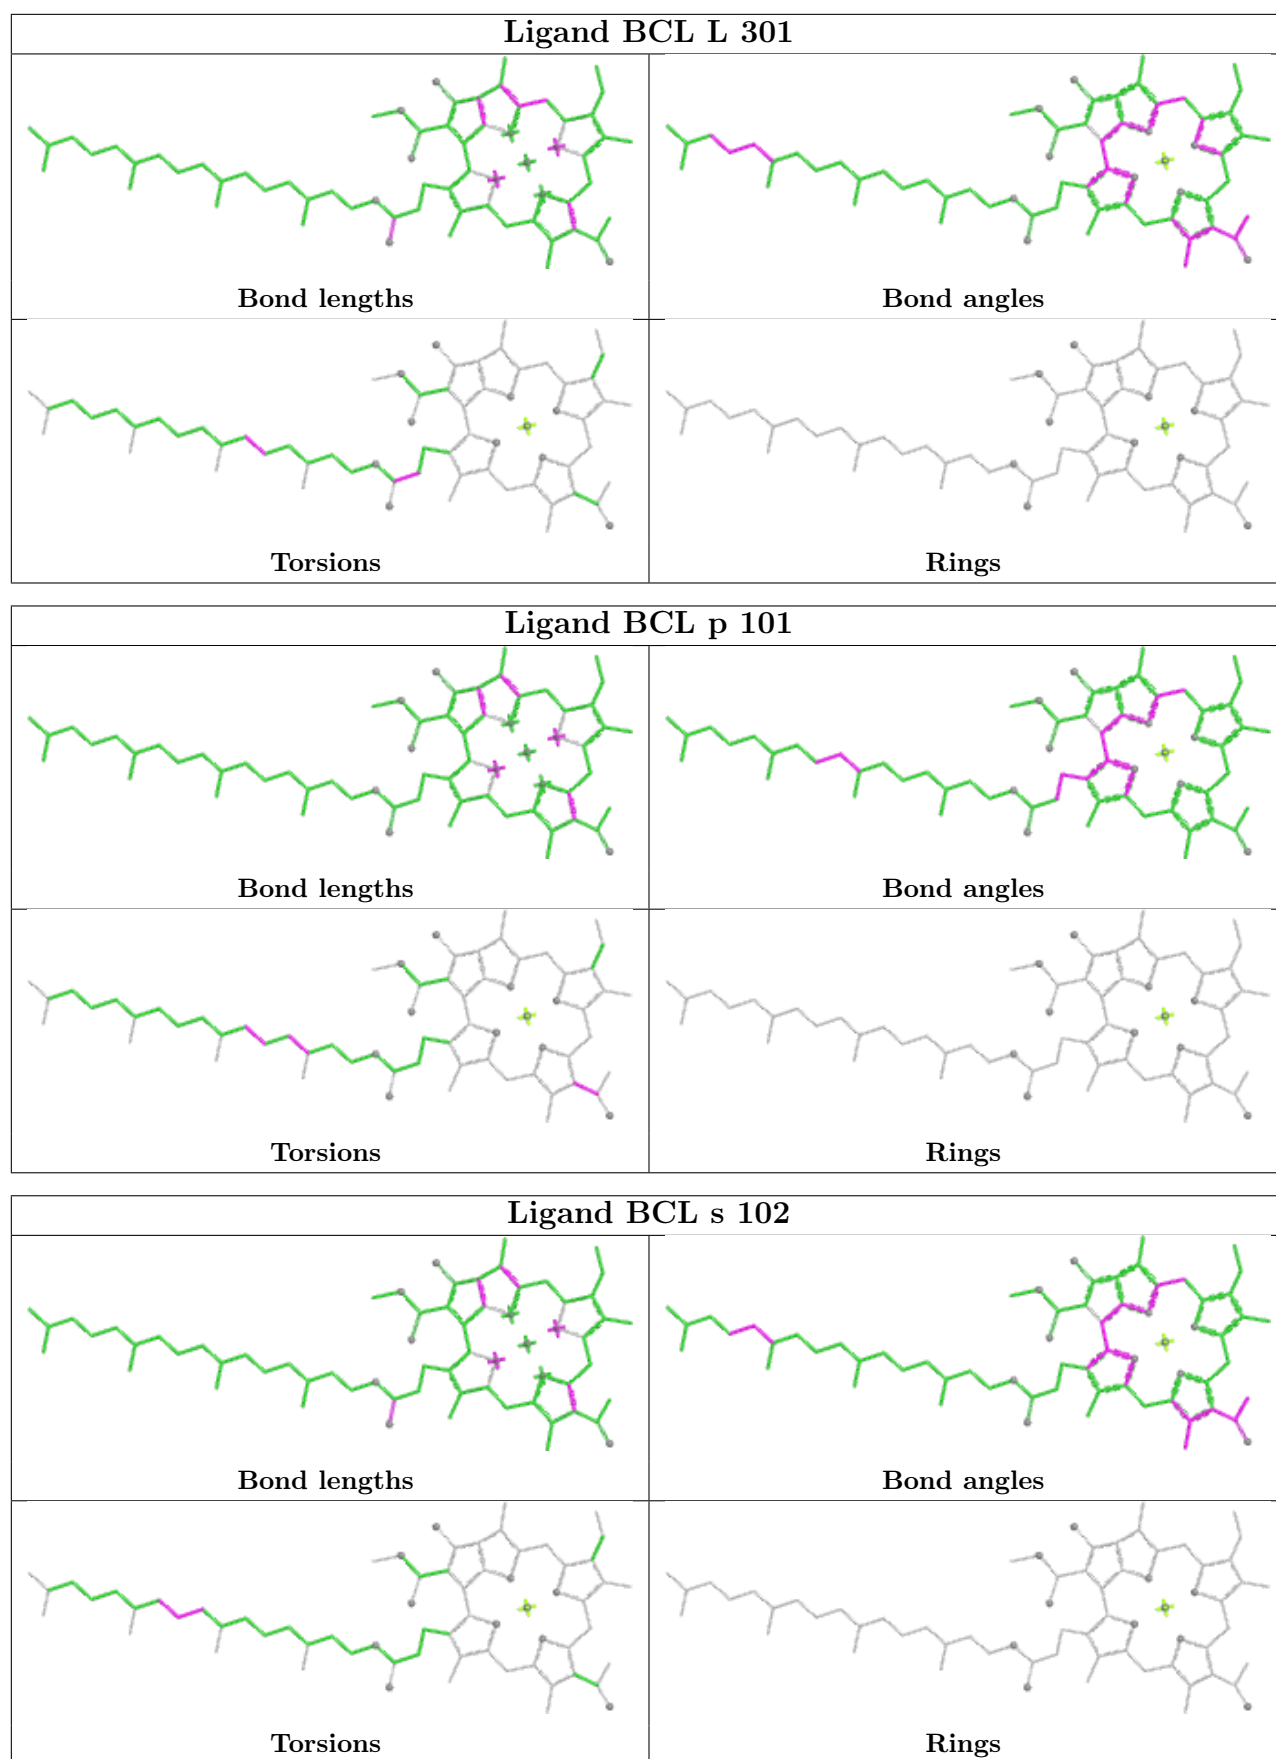 Ligand BCL L 301
Bond lengths
Bond angles
Torsions
Rings
Ligand BCL p 101
Bond lengths
Bond angles
Torsions
Rings
Ligand BCL s 102
Bond lengths
Bond angles
Torsions
Rings